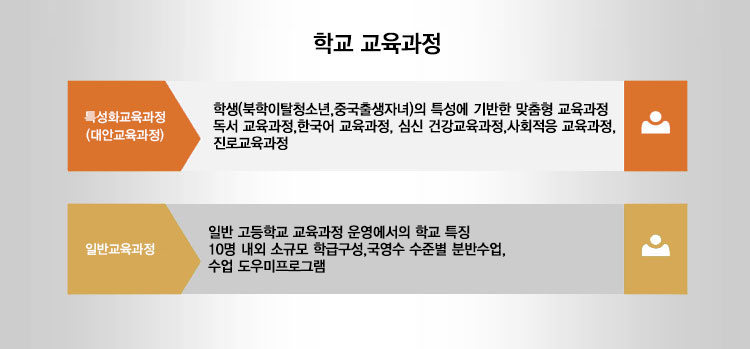 학교 교육과정
특성화교육과정
(대안교육과정)
학생(북학이탈청소년,중국출생자녀)의 특성에 기반한 맞춤형 교육과정
독서 교육과정,한국어 교육과정, 심신 건강교육과정,사회적응 교육과정,
진로교육과정
일반교육과정
일반 고등학교 교육과정 운영에서의 학교 특징
10명 내외 소규모 학급구성,국영수 수준별 분반수업,
수업 도우미프로그램